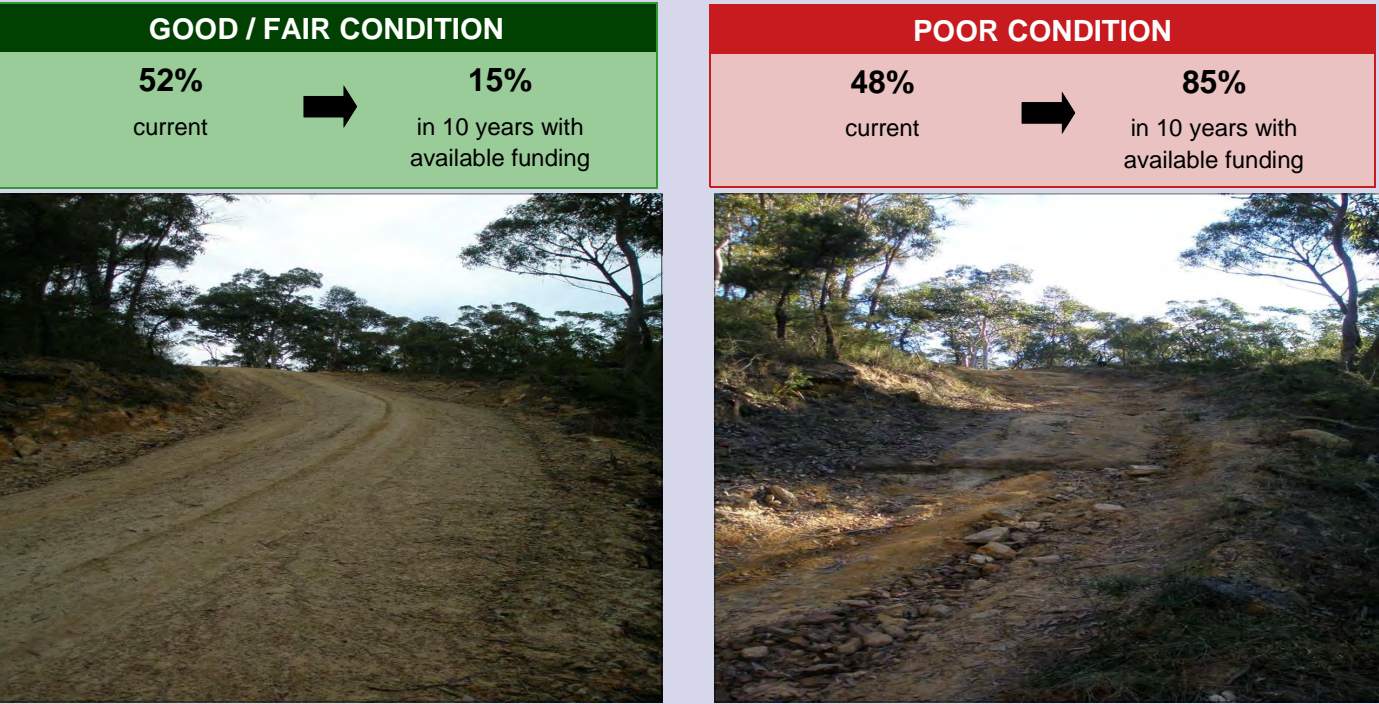 GOOD / FAIR CONDITION
52%
current
15%
in 10 years with
available funding
POOR CONDITION
48%
current
85%
in 10 years with
available funding